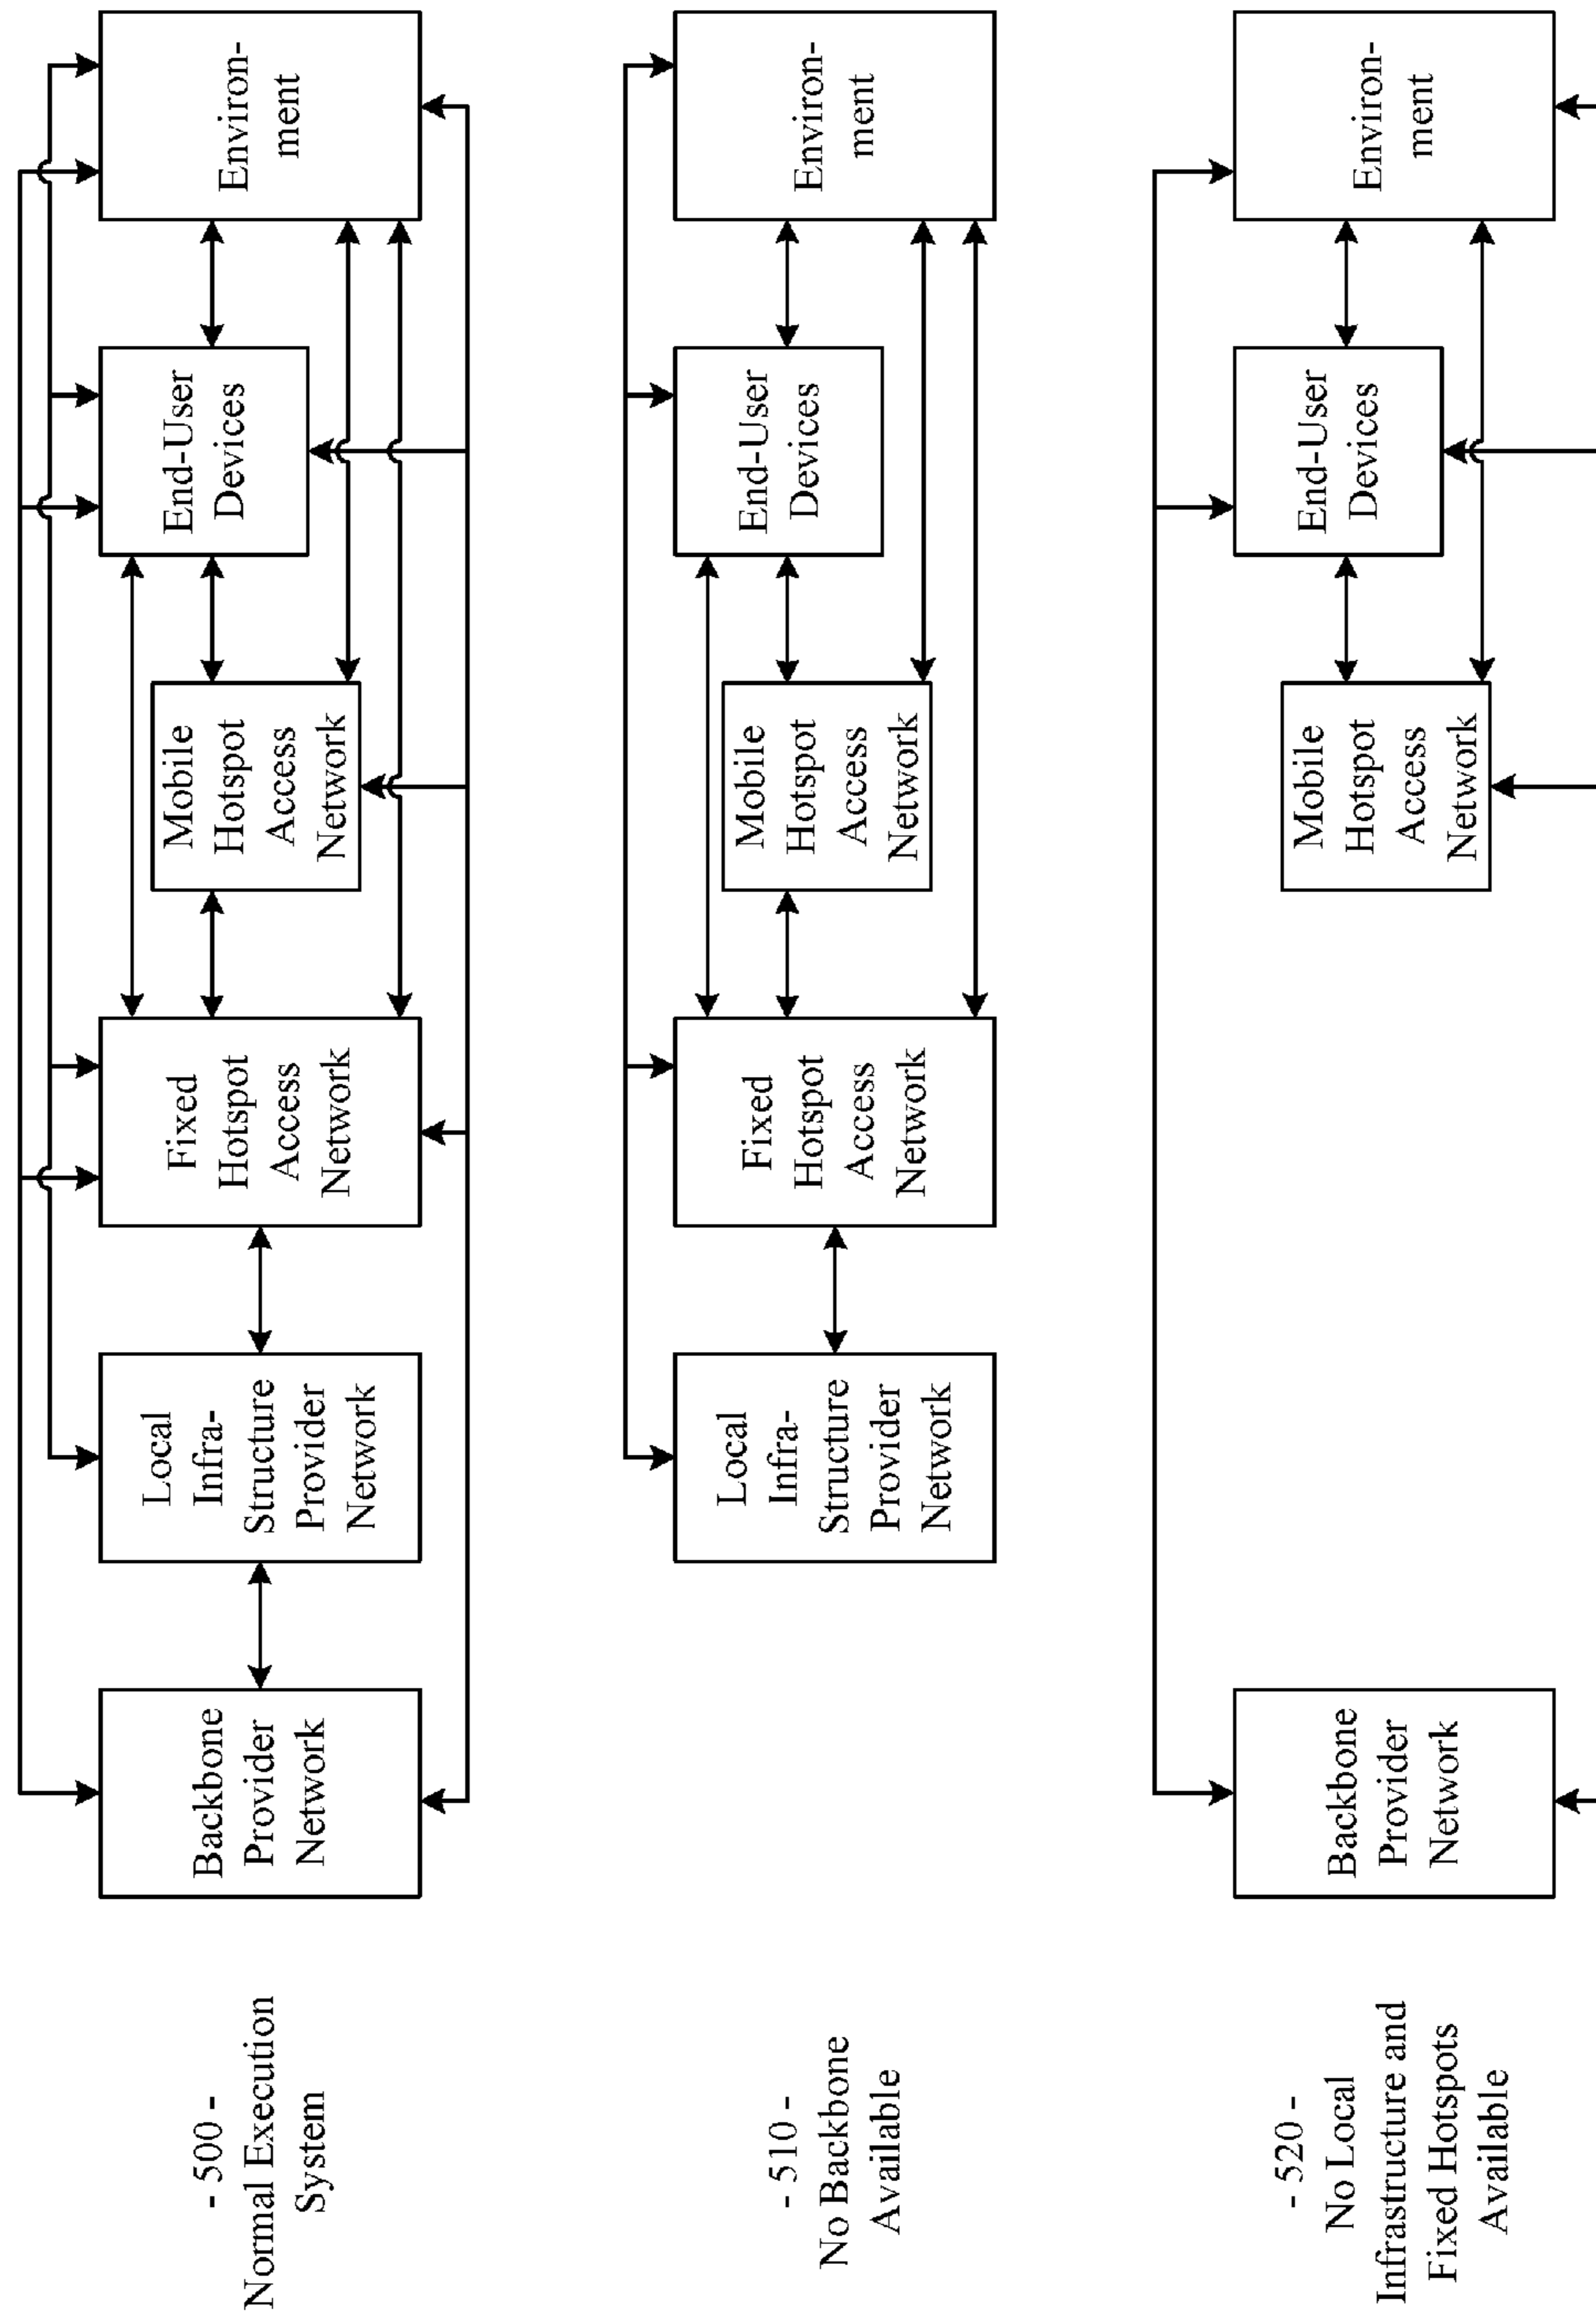 - 500 -
Normal Execution
System
Backbone
Provider
Network
Local
Infra-
Structure
Provider
Network
Fixed
Hotspot
Access
Network
Mobile
Hotspot
Access
Network
End-User
Devices
Environ-
ment
- 510 -
No Backbone
Available
Local
Infra-
Structure
Provider
Network
Fixed
Hotspot
Access
Network
Mobile
Hotspot
Access
Network
End-User
Devices
Environ-
ment
- 520 -
No Local
Infrastructure and
Fixed Hotspots
Available
Backbone
Provider
Network
Mobile
Hotspot
Access
Network
End-User
Devices
Environ-
ment